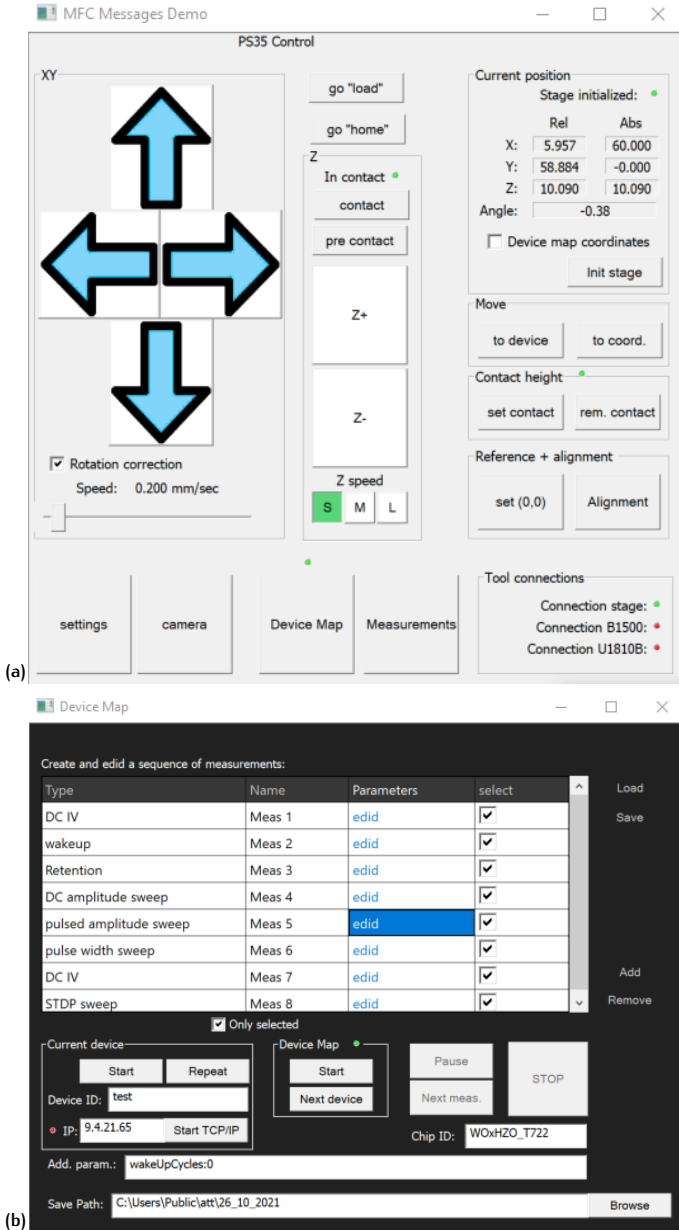 MFC Messages Demo
PS35 Control
XY
Rotation correction
Speed: 0.200 mm/sec
go "load"
go "home"
Z
In contact
contact
pre contact
Z+
Z-
Z speed
S M L
Current position
Stage initialized:
Rel Abs
X: 5.957 60.000
Y: 58.884 -0.000
Z: 10.090 10.090
Angle: -0.38
Device map coordinates
Init stage
Move
to device to coord.
Contact height
set contact rem. contact
Reference + alignment
set (0,0) Alignment
settings camera Device Map Measurements
Tool connections
Connection stage:
Connection B1500:
Connection U1810B:
(a)
Device Map
Create and edid a sequence of measurements:
Type Name Parameters select
DC IV Meas 1 edid
wakeup Meas 2 edid
Retention Meas 3 edid
DC amplitude sweep Meas 4 edid
pulsed amplitude sweep Meas 5 edid
pulse width sweep Meas 6 edid
DC IV Meas 7 edid
STDP sweep Meas 8 edid
Load
Save
Add
Remove
Only selected
Current device
Start Repeat
Device ID: test
IP: 9.4.21.65 Start TCP/IP
Device Map
Start
Next device
Pause
Next meas.
STOP
Chip ID: WOxHZO_T722
Add. param.: wakeUpCycles:0
Save Path: C:\Users\Public\att\26_10_2021 Browse
(b)